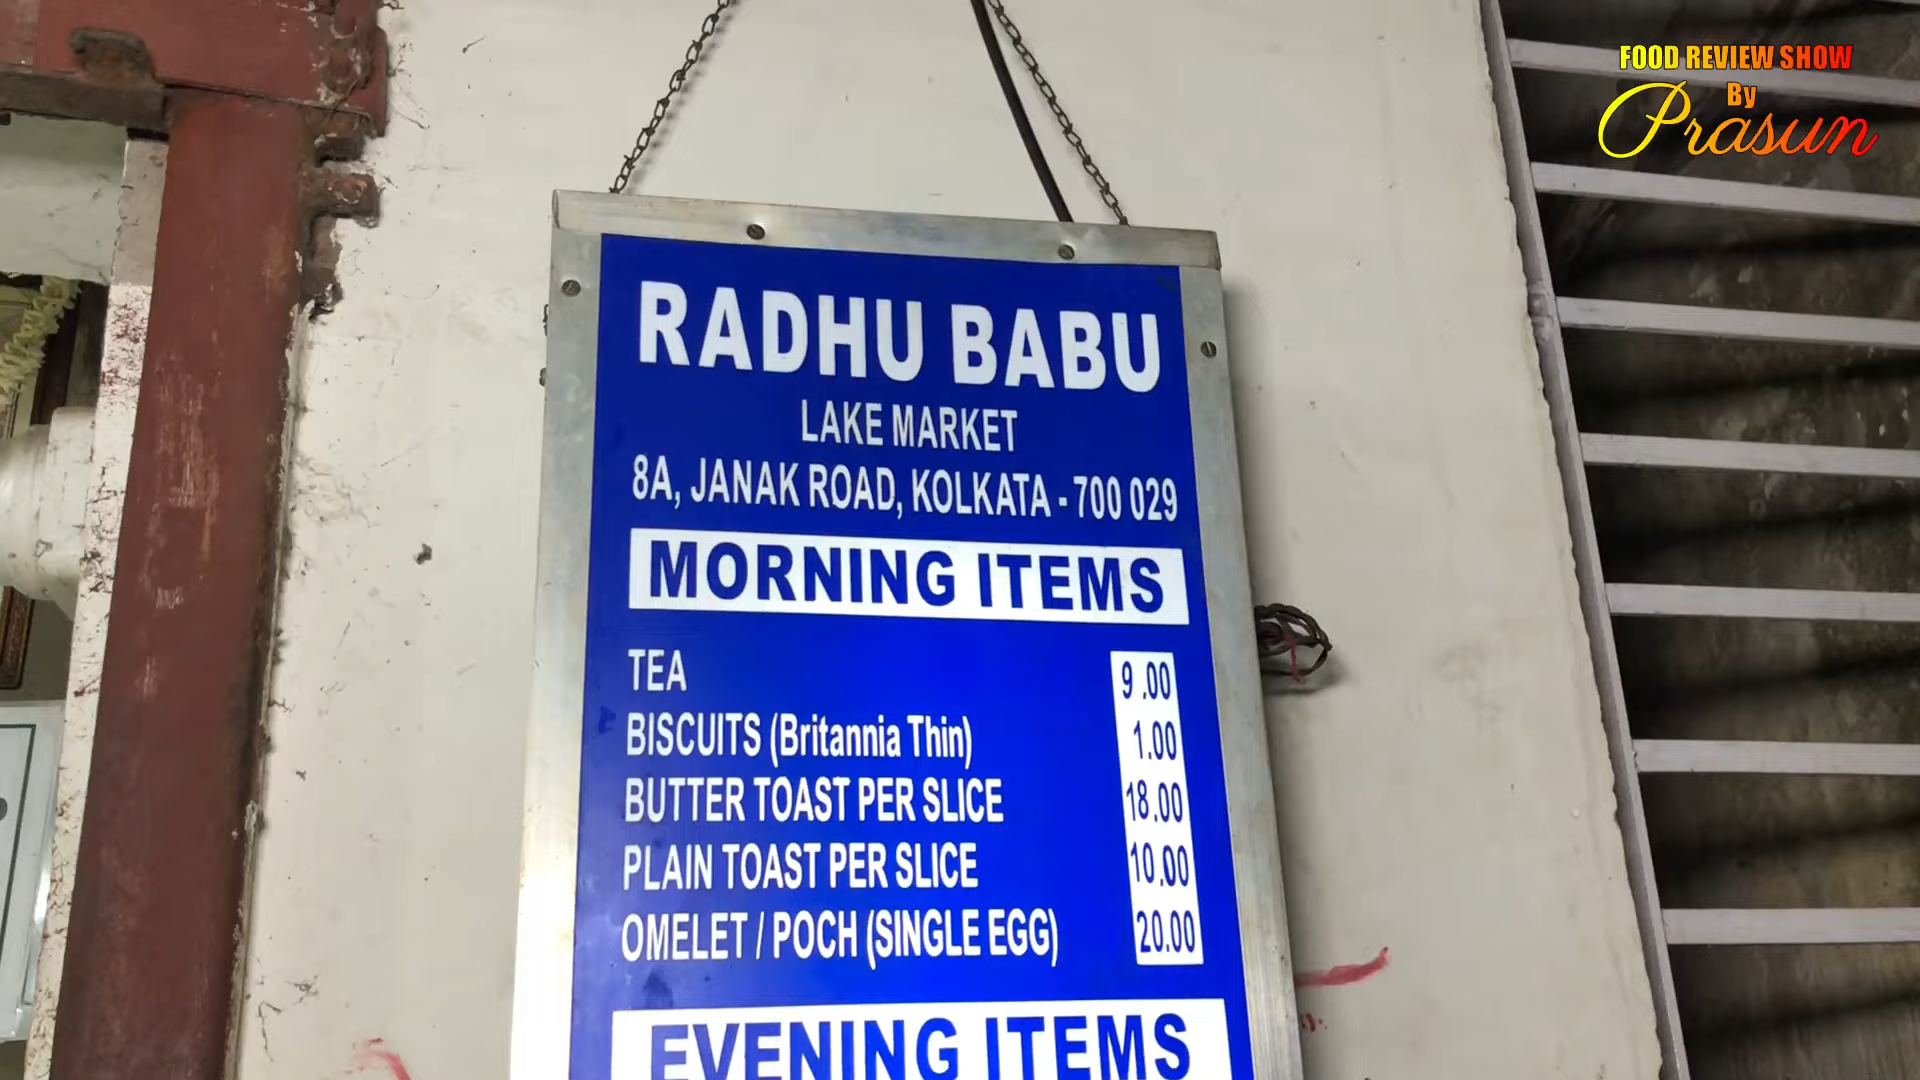 FOOD REVIEW SHOW
By
Prasun
RADHU BABU
LAKE MARKET
8A, JANAK ROAD, KOLKATA - 700 029
MORNING ITEMS
TEA 9.00
BISCUITS (Britannia Thin) 1.00
BUTTER TOAST PER SLICE 18.00
PLAIN TOAST PER SLICE 10.00
OMELET / POCH (SINGLE EGG) 20.00
EVENING ITEMS